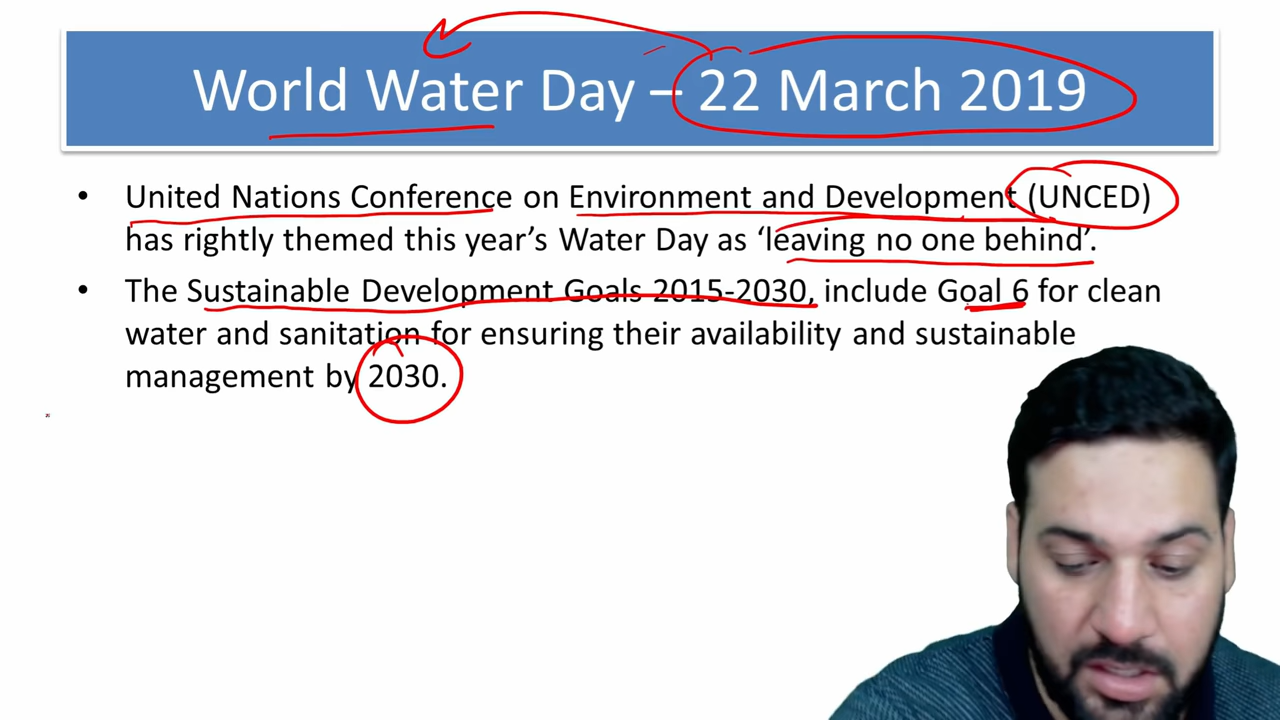 World Water Day – 22 March 2019
• United Nations Conference on Environment and Development (UNCED)
has rightly themed this year’s Water Day as ‘leaving no one behind’.
• The Sustainable Development Goals 2015-2030, include Goal 6 for clean
water and sanitation for ensuring their availability and sustainable
management by 2030.